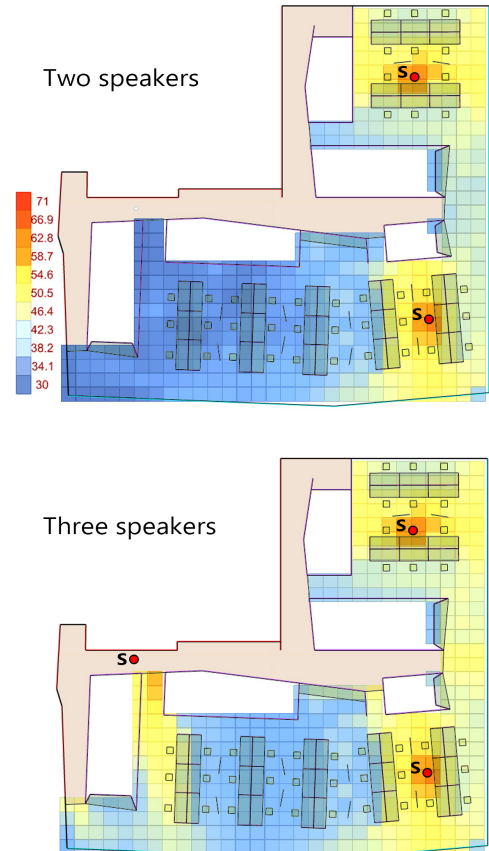 Two speakers
S
71
66.9
62.8
58.7
54.6
50.5
46.4
42.3
38.2
34.1
30
S
Three speakers
S
S
S